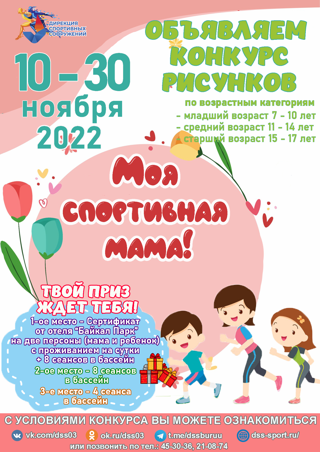 ДИРЕКЦИЯ
СПОРТИВНЫХ
СООРУЖЕНИЙ
ОБЪЯВЛЯЕМ
КОНКУРС
РИСУНКОВ
10 - 30
ноября
2022
по возрастным категориям
- младший возраст 7 - 10 лет
- средний возраст 11 - 14 лет
- старший возраст 15 - 17 лет
Моя
спортивная
мама!
ТВОЙ ПРИЗ
ЖДЕТ ТЕБЯ!
1-ое место - Сертификат
от отеля "Байкал Парк"
на две персоны (мама и ребенок)
с проживанием на сутки
+ 8 сеансов в бассейн
2-ое место - 8 сеансов
в бассейн
3-е место - 4 сеанса
в бассейн
С УСЛОВИЯМИ КОНКУРСА ВЫ МОЖЕТЕ ОЗНАКОМИТЬСЯ
vk.com/dss03 ok.ru/dss03 t.me/dssburuu dss-sport.ru/
или позвонить по тел.: 45-30-36, 21-08-74